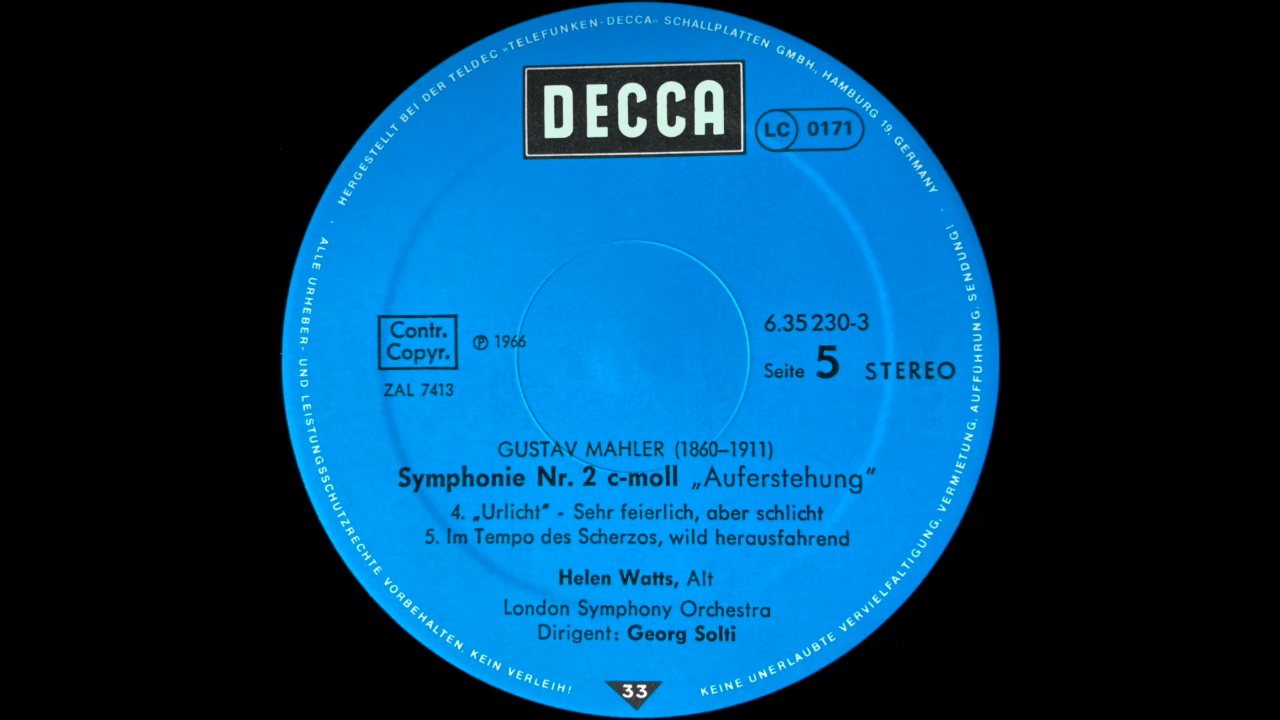 HERGESTELLT BEI DER TELDEC „TELEFUNKEN-DECCA“ SCHALLPLATTEN GMBH., HAMBURG 19, GERMANY
DECCA
LC 0171
Contr.
Copyr.
℗ 1966
ZAL 7413
6.35 230-3
Seite 5 STEREO
GUSTAV MAHLER (1860–1911)
Symphonie Nr. 2 c-moll „Auferstehung“
4. „Urlicht“ - Sehr feierlich, aber schlicht
5. Im Tempo des Scherzos, wild herausfahrend
Helen Watts, Alt
London Symphony Orchestra
Dirigent: Georg Solti
33
ALLE URHEBER- UND LEISTUNGSSCHUTZRECHTE VORBEHALTEN. KEIN VERLEIH!
KEINE UNERLAUBTE VERVIELFÄLTIGUNG, VERMIETUNG, AUFFÜHRUNG, SENDUNG!